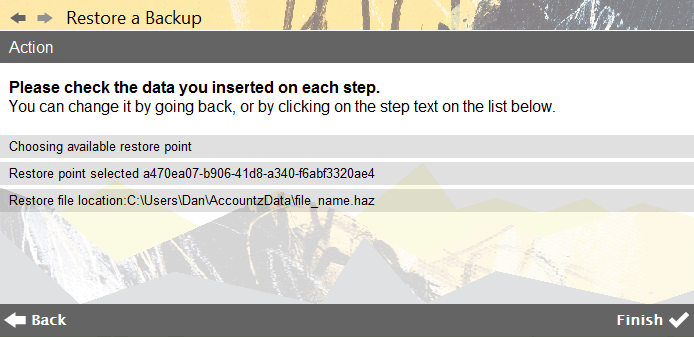 Restore a Backup
Action
Please check the data you inserted on each step.
You can change it by going back, or by clicking on the step text on the list below.
Choosing available restore point
Restore point selected a470ea07-b906-41d8-a340-f6abf3320ae4
Restore file location:C:\Users\Dan\AccountzData\file_name.haz
Back
Finish